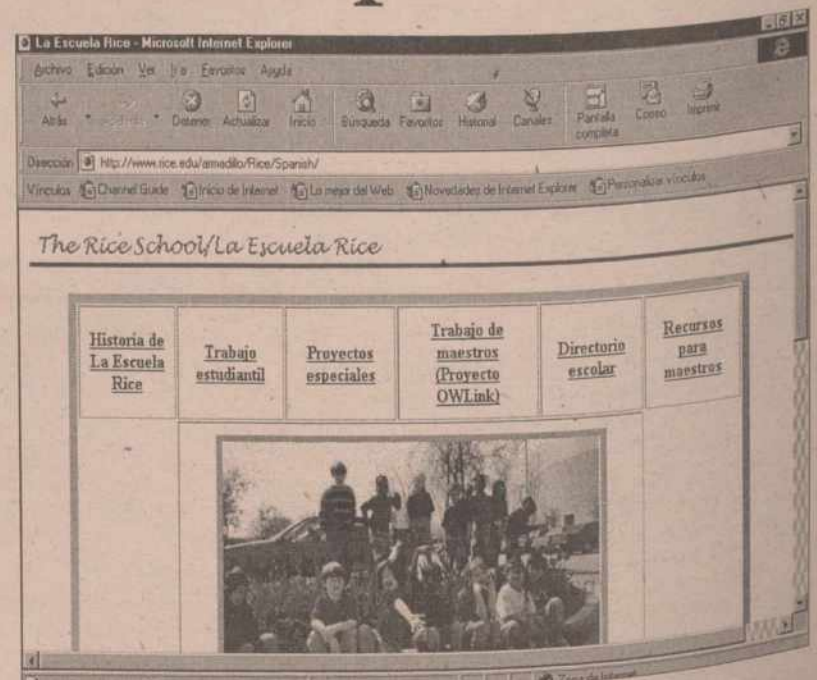 La Escuela Rice - Microsoft Internet Explorer
Archivo Edición Ver Ir a Favoritos Ayuda
Atrás Detener Actualizar Inicio Búsqueda Favoritos Historial Canales Pantalla completa Correo Imprimir
Dirección http://www.rice.edu/armadillo/Rice/Spanish/
Vínculos Channel Guide Inicio de Internet Lo mejor del Web Novedades de Internet Explorer Personalizar vínculos
The Rice School/La Escuela Rice
Historia de
La Escuela
Rice
Trabajo
estudiantil
Proyectos
especiales
Trabajo de
maestros
(Proyecto
OWLink)
Directorio
escolar
Recursos
para
maestros
Zona de Internet